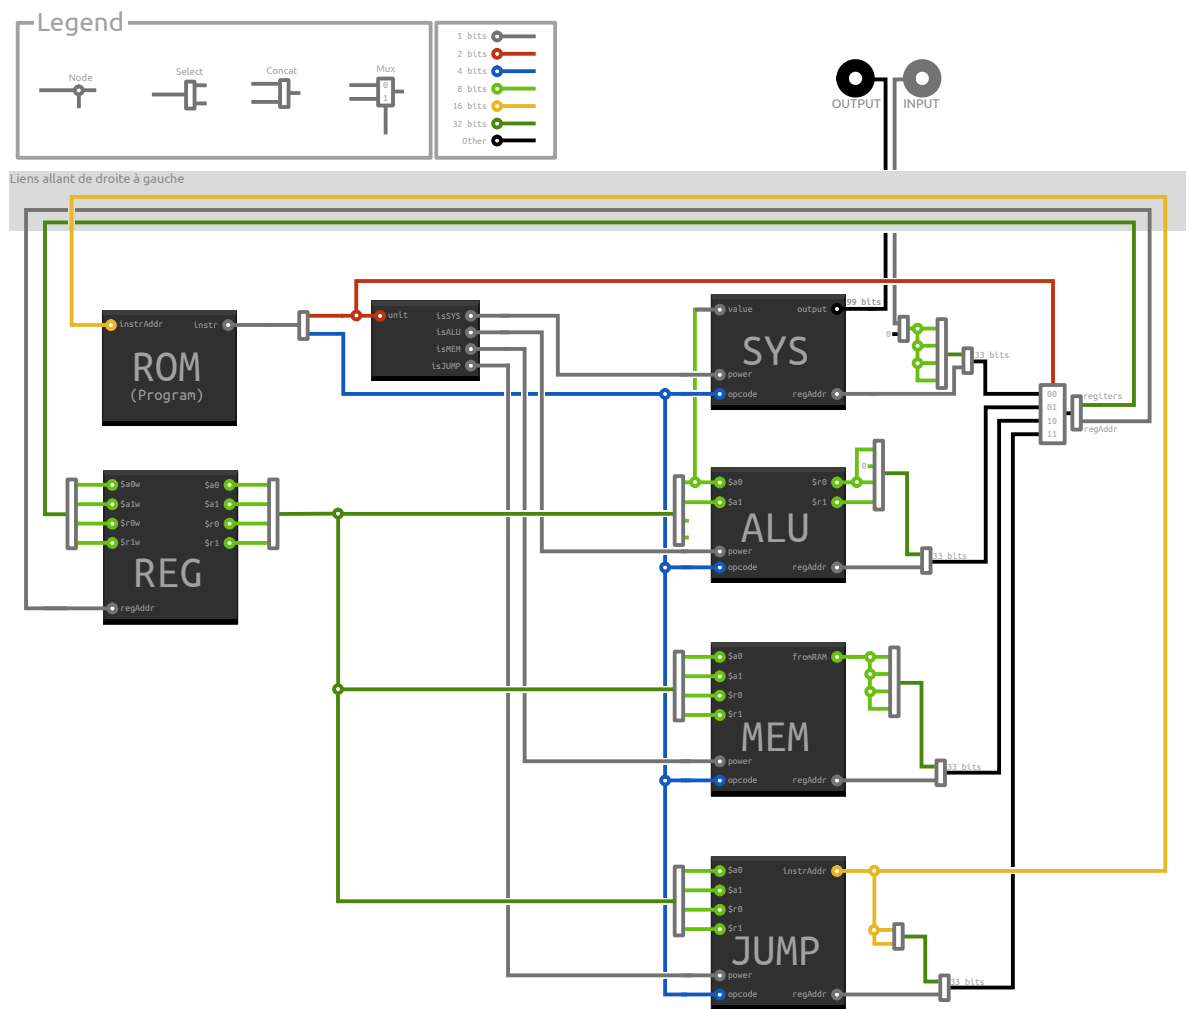 Legend
Node
Select
Concat
Mux
0
1
1 bits
2 bits
4 bits
8 bits
16 bits
32 bits
Other
OUTPUT
INPUT
Liens allant de droite à gauche
instrAddr
instr
ROM
(Program)
unit
isSYS
isALU
isMEM
isJUMP
value
output
99 bits
SYS
power
opcode
regAddr
0
33 bits
00
01
10
11
regIters
regAddr
$a0w
$a1w
$r0w
$r1w
$a0
$a1
$r0
$r1
REG
regAddr
$a0
$a1
$r0
$r1
0
ALU
power
opcode
regAddr
33 bits
$a0
$a1
$r0
$r1
fromRAM
MEM
power
opcode
regAddr
33 bits
$a0
$a1
$r0
$r1
instrAddr
JUMP
power
opcode
regAddr
33 bits